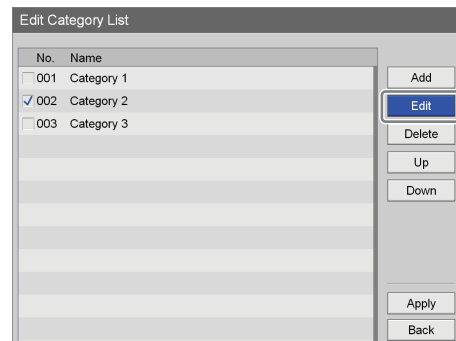 Edit Category List
No. Name
001 Category 1
002 Category 2
003 Category 3
Add
Edit
Delete
Up
Down
Apply
Back